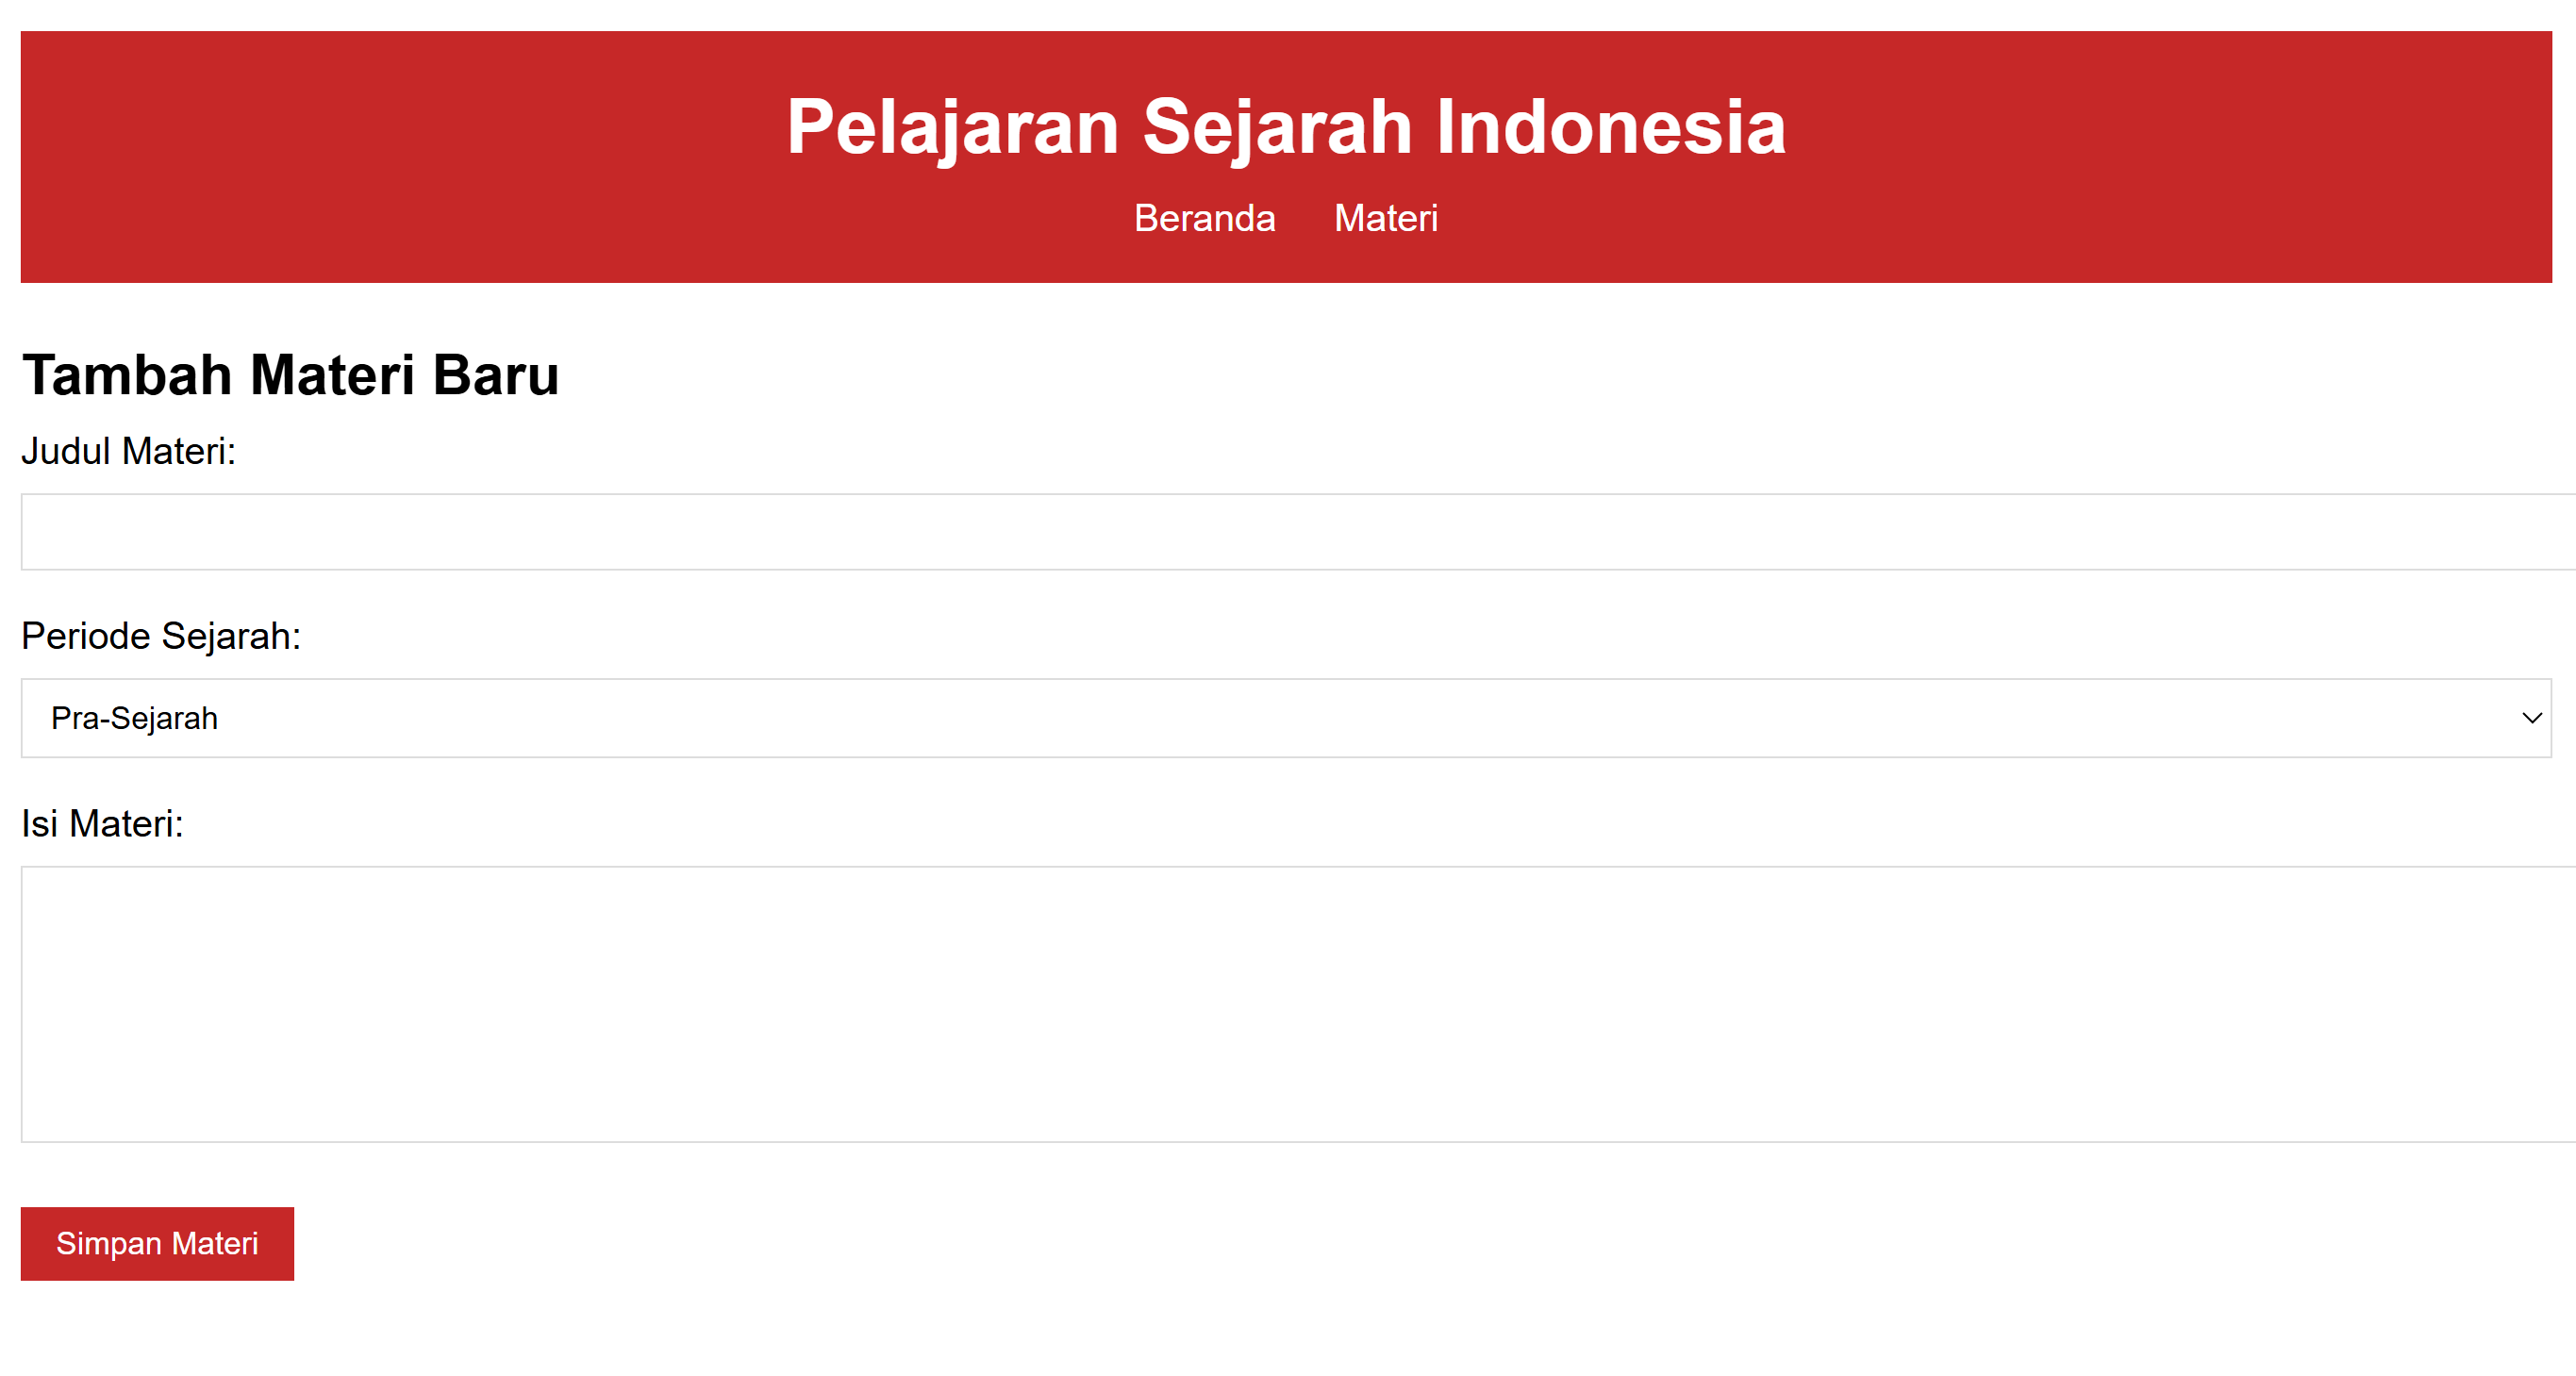 Pelajaran Sejarah Indonesia
Beranda Materi
Tambah Materi Baru
Judul Materi:
Periode Sejarah:
Pra-Sejarah
Isi Materi:
Simpan Materi